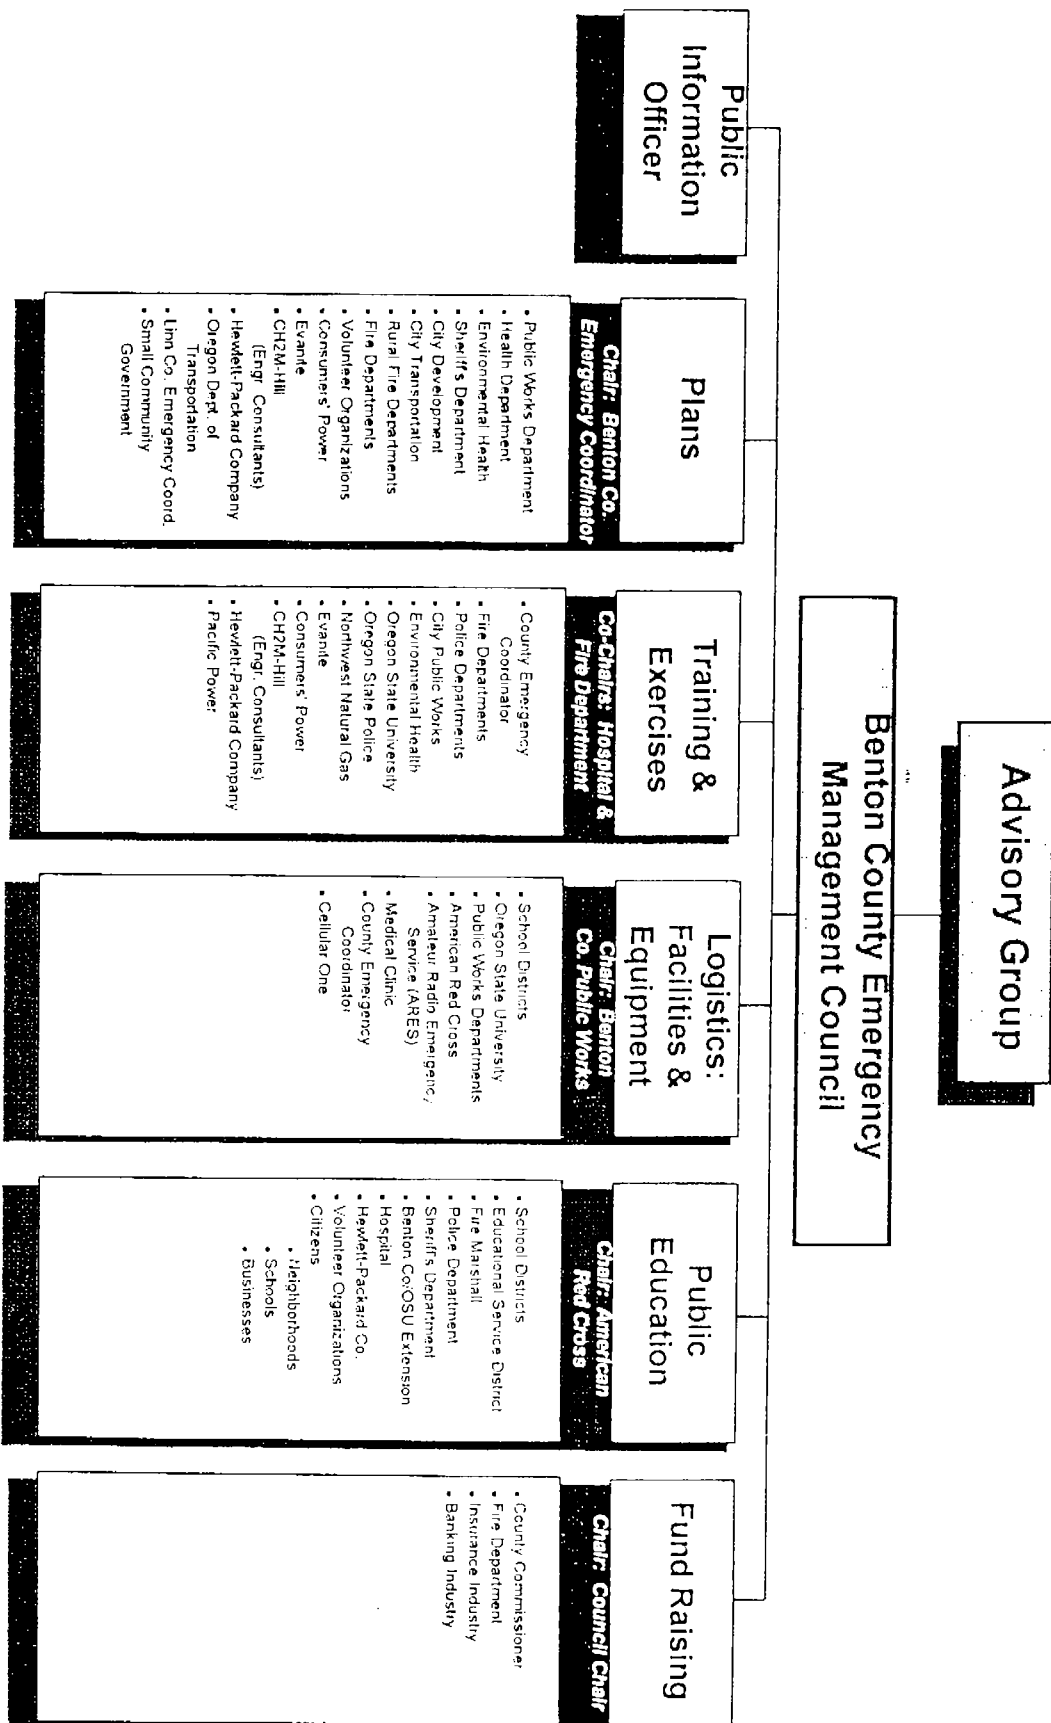 Advisory Group
Benton County Emergency
Management Council
Public
Information
Officer
Plans
Chair: Benton Co.
Emergency Coordinator
• Public Works Department
• Health Department
• Environmental Health
• Sheriff's Department
• City Development
• City Transportation
• Rural Fire Departments
• Fire Departments
• Volunteer Organizations
• Consumers' Power
• Evanite
• CH2M-Hill
(Engr. Consultants)
• Hewlett-Packard Company
• Oregon Dept. of
Transportation
• Linn Co. Emergency Coord.
• Small Community
Government
Training &
Exercises
Co-Chairs: Hospital &
Fire Department
• County Emergency
Coordinator
• Fire Departments
• Police Departments
• City Public Works
• Environmental Health
• Oregon State University
• Oregon State Police
• Northwest Natural Gas
• Evanite
• Consumers' Power
• CH2M-Hill
(Engr. Consultants)
• Hewlett-Packard Company
• Pacific Power
Logistics:
Facilities &
Equipment
Chair: Benton
Co. Public Works
• School Districts
• Oregon State University
• Public Works Departments
• American Red Cross
• Amateur Radio Emergency
Service (ARES)
• Medical Clinic
• County Emergency
Coordinator
• Cellular One
Public
Education
Chair: American
Red Cross
• School Districts
• Educational Service District
• Fire Marshall
• Police Department
• Sheriff's Department
• Benton Co/OSU Extension
• Hospital
• Hewlett-Packard Co.
• Volunteer Organizations
• Citizens
• Neighborhoods
• Schools
• Businesses
Fund Raising
Chair: Council Chair
• County Commissioner
• Fire Department
• Insurance Industry
• Banking Industry